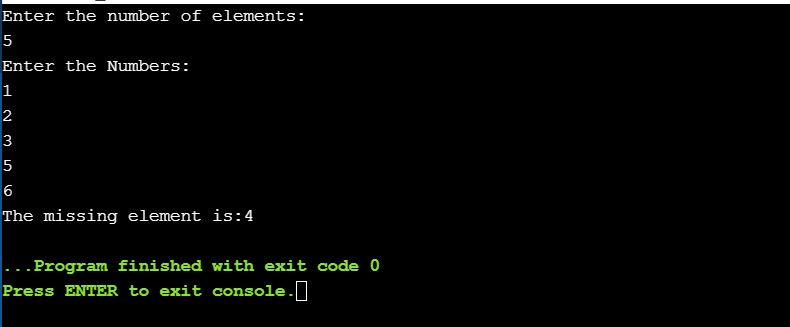 Enter the number of elements:
5
Enter the Numbers:
1
2
3
5
6
The missing element is:4
...Program finished with exit code 0
Press ENTER to exit console.